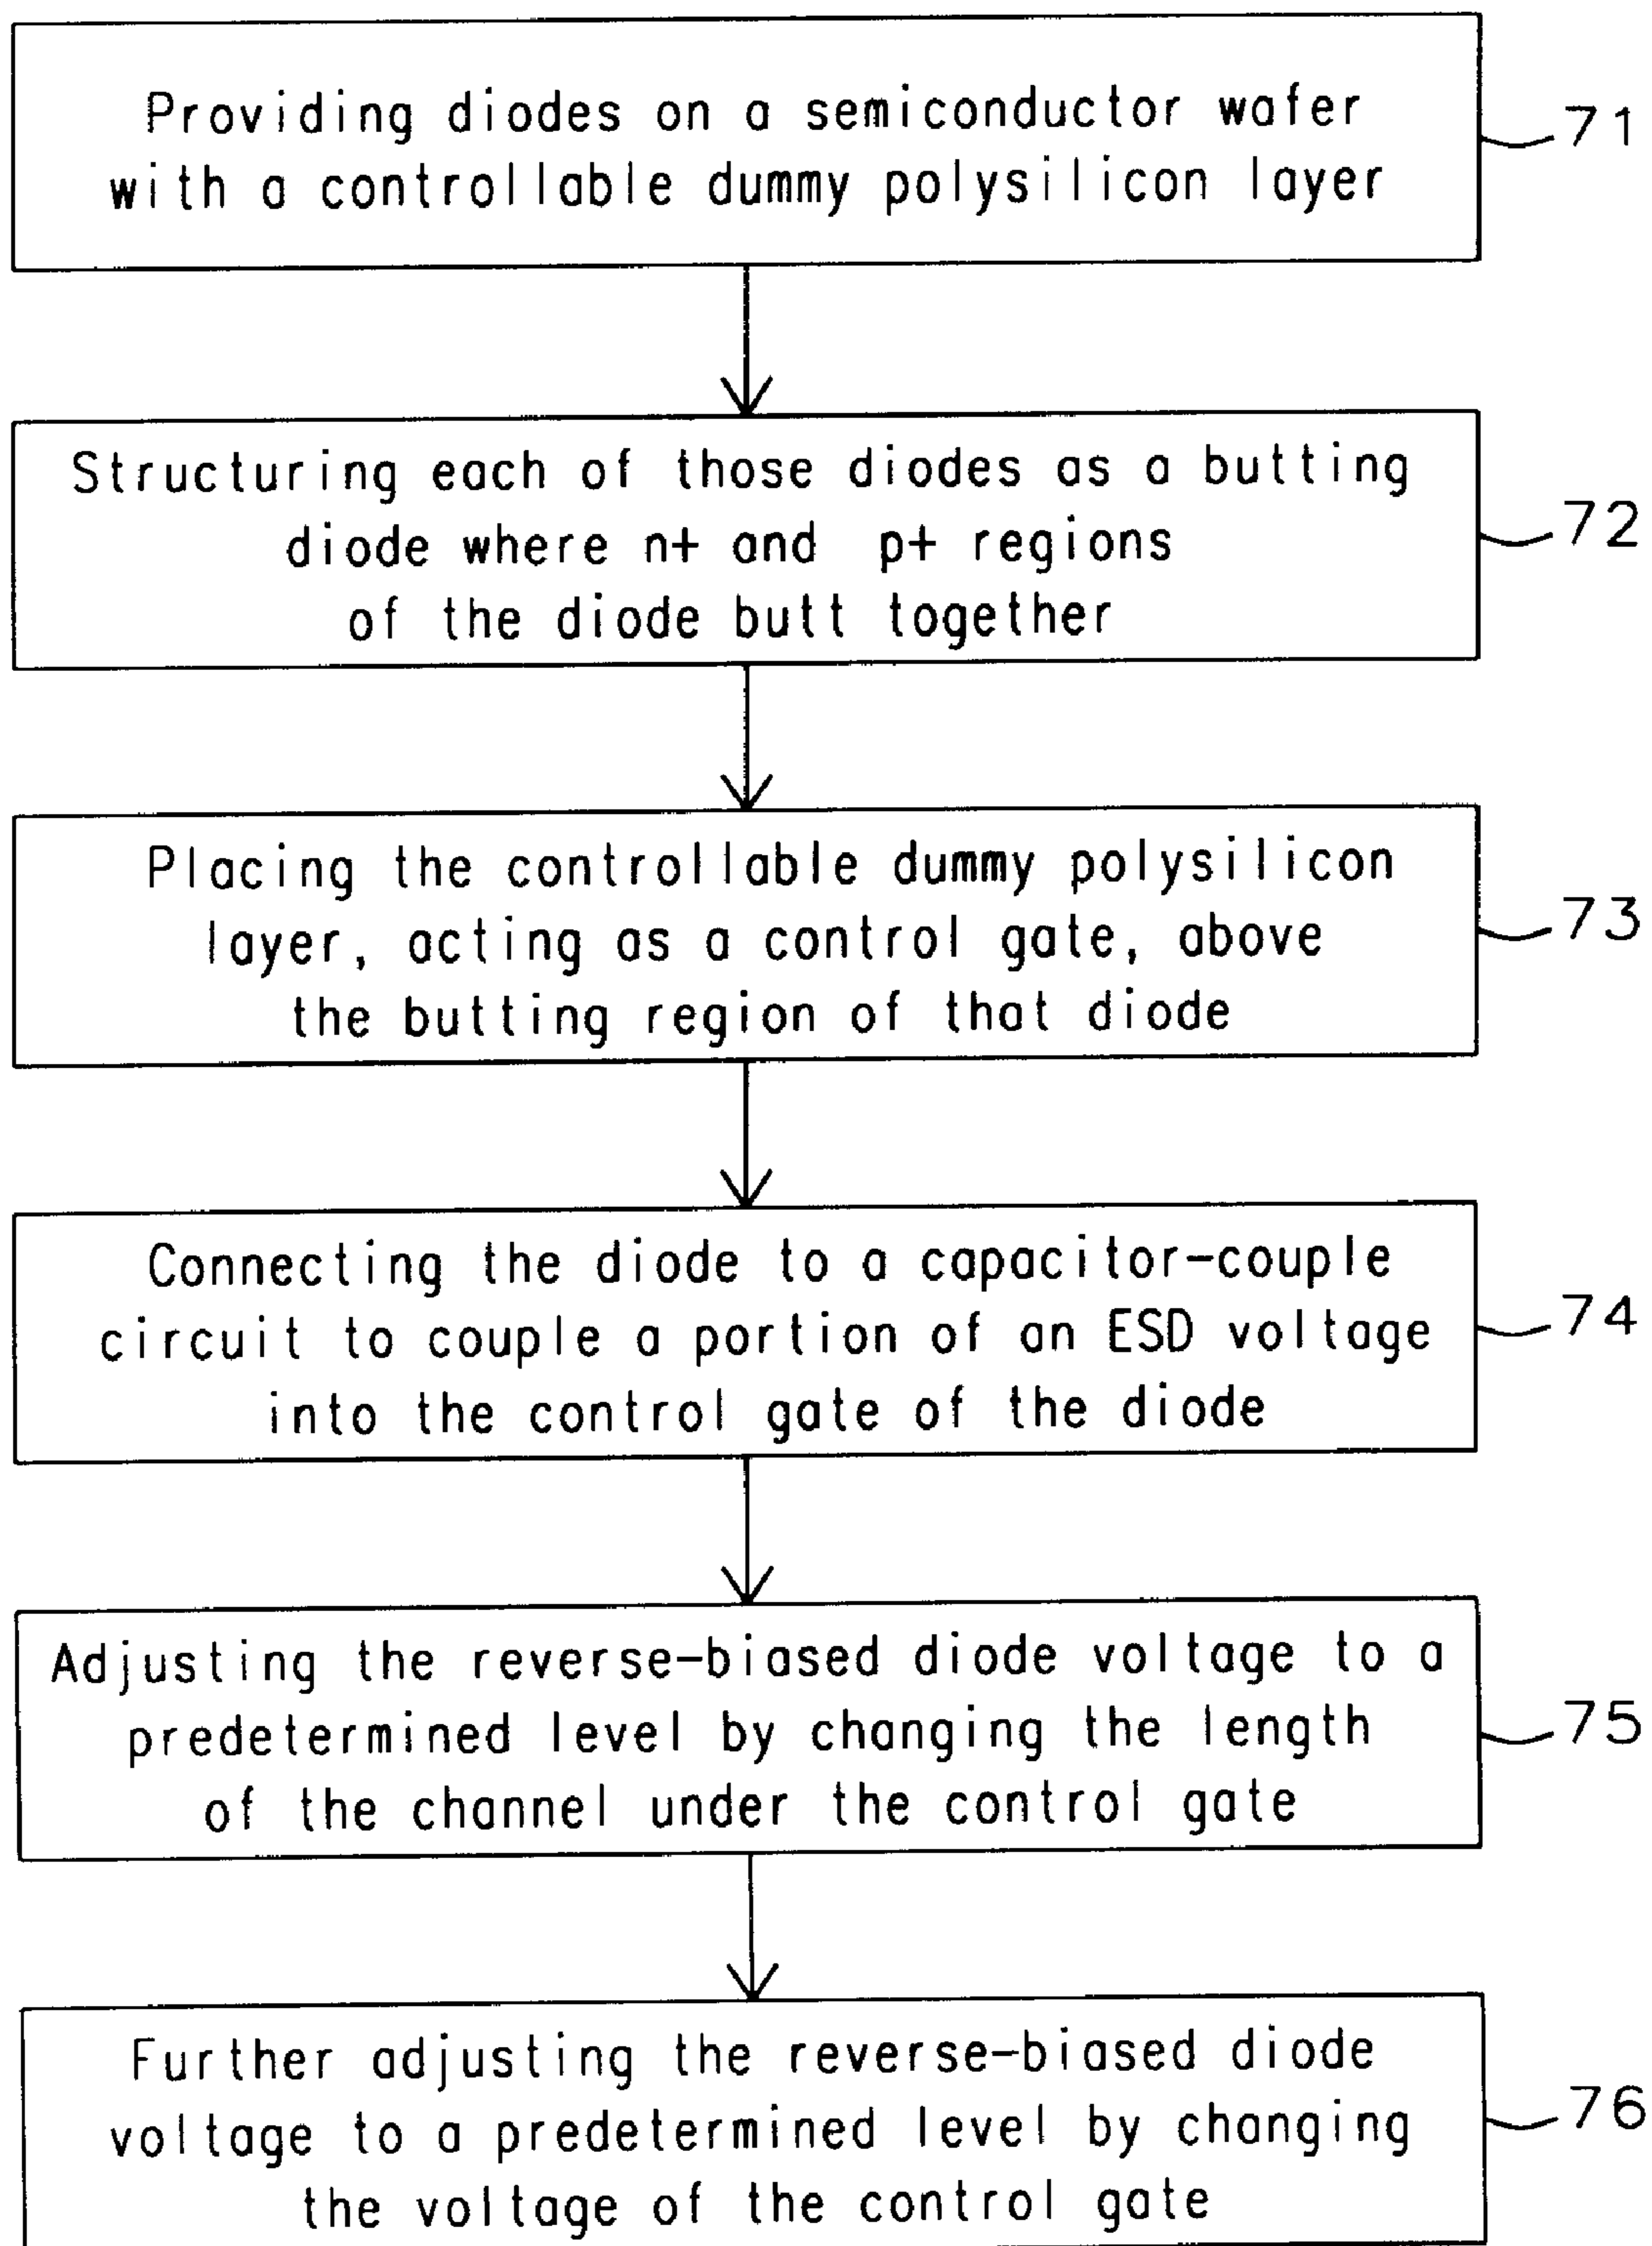 Providing diodes on a semiconductor wafer
with a controllable dummy polysilicon layer
71
Structuring each of those diodes as a butting
diode where n+ and p+ regions
of the diode butt together
72
Placing the controllable dummy polysilicon
layer, acting as a control gate, above
the butting region of that diode
73
Connecting the diode to a capacitor-couple
circuit to couple a portion of an ESD voltage
into the control gate of the diode
74
Adjusting the reverse-biased diode voltage to a
predetermined level by changing the length
of the channel under the control gate
75
Further adjusting the reverse-biased diode
voltage to a predetermined level by changing
the voltage of the control gate
76